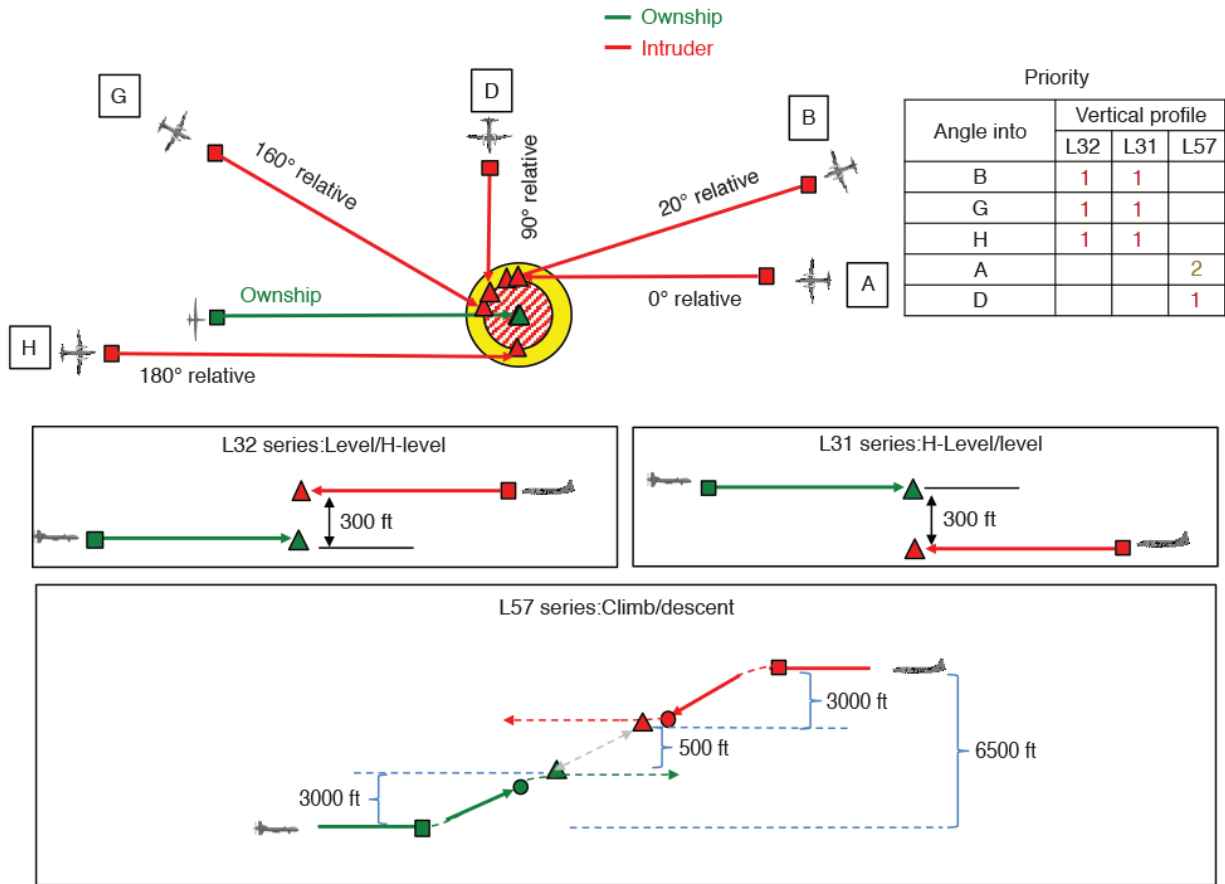 Ownship
Intruder
G
D
B
A
H
160° relative
90° relative
20° relative
0° relative
Ownship
180° relative
Priority
Angle into Vertical profile
L32 L31 L57
B 1 1
G 1 1
H 1 1
A 2
D 1
L32 series:Level/H-level
300 ft
L31 series:H-Level/level
300 ft
L57 series:Climb/descent
3000 ft
500 ft
6500 ft
3000 ft